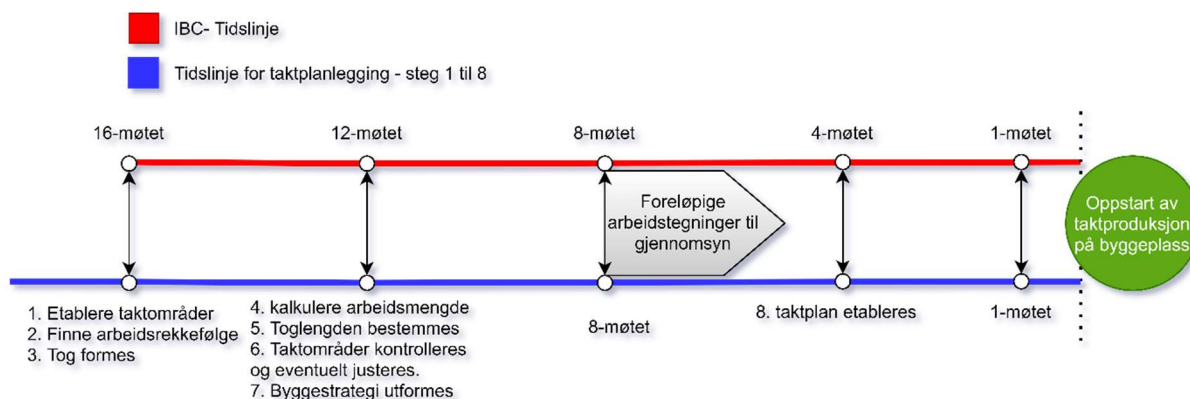 IBC- Tidslinje
Tidslinje for taktplanlegging - steg 1 til 8
16-møtet
12-møtet
8-møtet
4-møtet
1-møtet
Foreløpige
arbeidstegninger til
gjennomsyn
Oppstart av
taktproduksjon
på byggeplass
1. Etablere taktområder
2. Finne arbeidsrekkefølge
3. Tog formes
4. kalkulere arbeidsmengde
5. Toglengden bestemmes
6. Taktområder kontrolleres
og eventuelt justeres.
7. Byggestrategi utformes
8-møtet
8. taktplan etableres
1-møtet